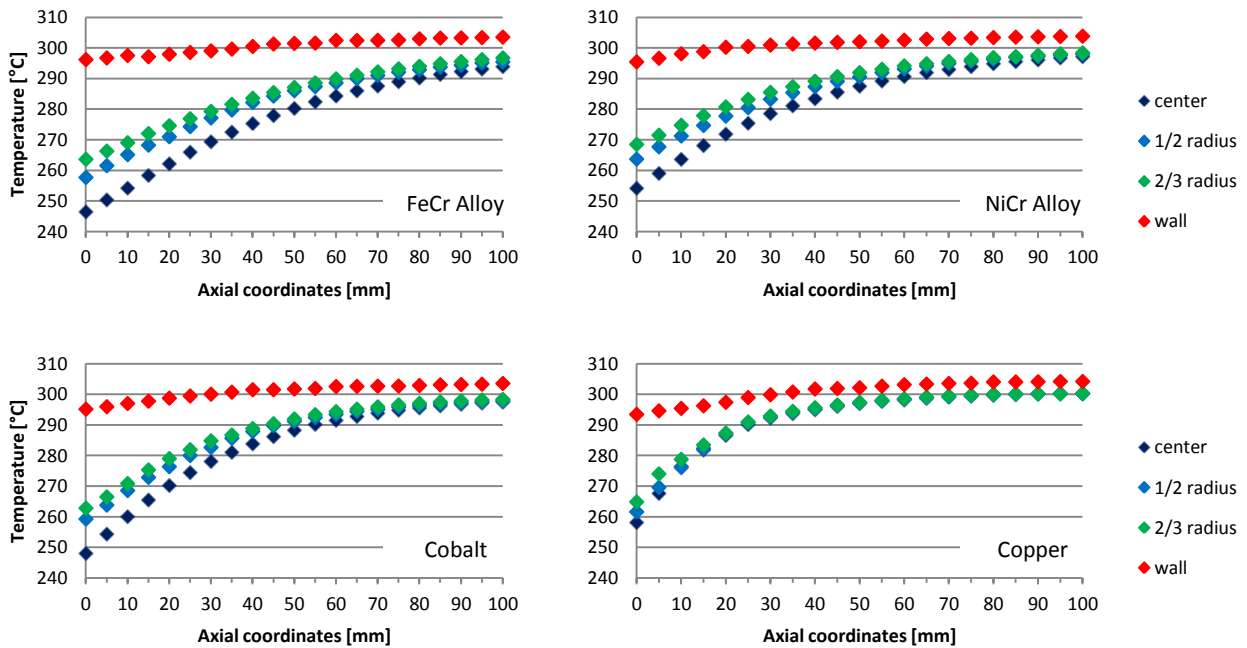 310
300
290
280
270
260
250
240
Temperature [°C]
0 10 20 30 40 50 60 70 80 90 100
Axial coordinates [mm]
FeCr Alloy
310
300
290
280
270
260
250
240
0 10 20 30 40 50 60 70 80 90 100
Axial coordinates [mm]
NiCr Alloy
center
1/2 radius
2/3 radius
wall
310
300
290
280
270
260
250
240
Temperature [°C]
0 10 20 30 40 50 60 70 80 90 100
Axial coordinates [mm]
Cobalt
310
300
290
280
270
260
250
240
0 10 20 30 40 50 60 70 80 90 100
Axial coordinates [mm]
Copper
center
1/2 radius
2/3 radius
wall